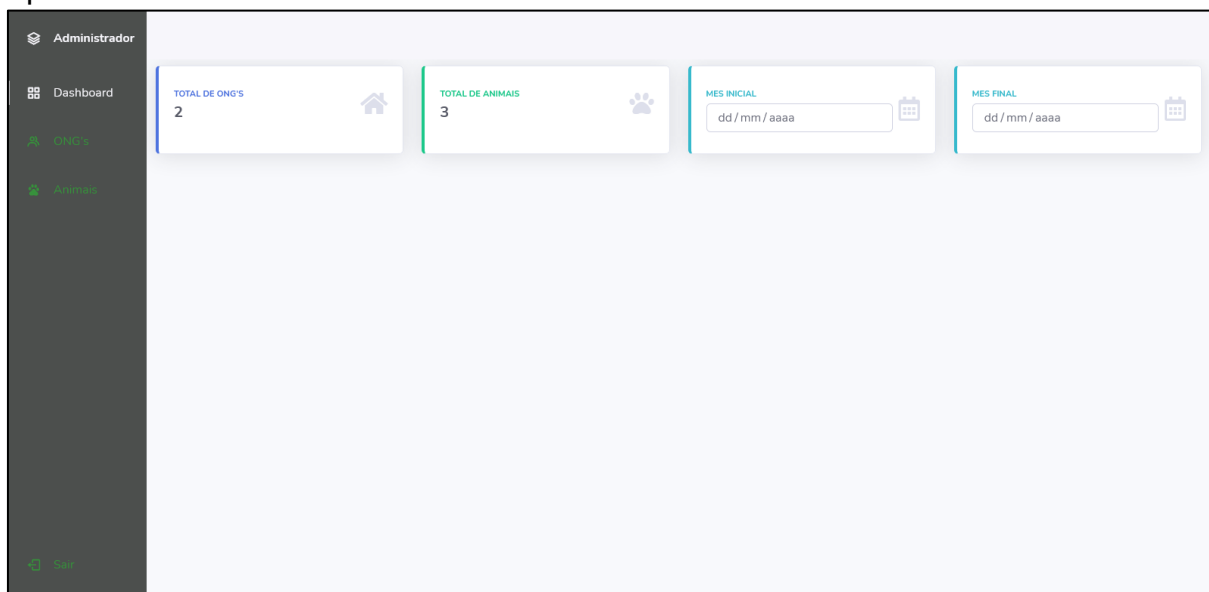 Administrador
Dashboard
ONG's
Animais
Sair
TOTAL DE ONG'S
2
TOTAL DE ANIMAIS
3
MES INICIAL
dd/mm/aaaa
MES FINAL
dd/mm/aaaa